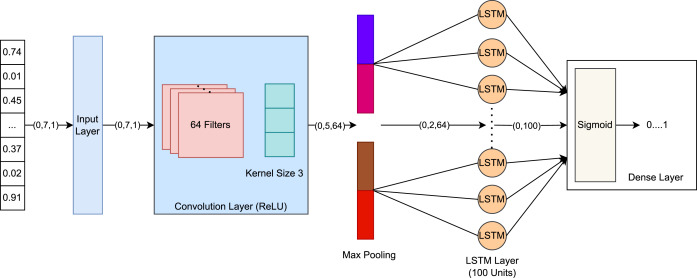 0.74
0.01
0.45
...
0.37
0.02
0.91
(0,7,1)
Input
Layer
(0,7,1)
64 Filters
Kernel Size 3
Convolution Layer (ReLU)
(0,5,64)
Max Pooling
(0,2,64)
LSTM
LSTM
LSTM
LSTM
LSTM
LSTM
LSTM Layer
(100 Units)
(0,100)
Sigmoid
Dense Layer
0....1